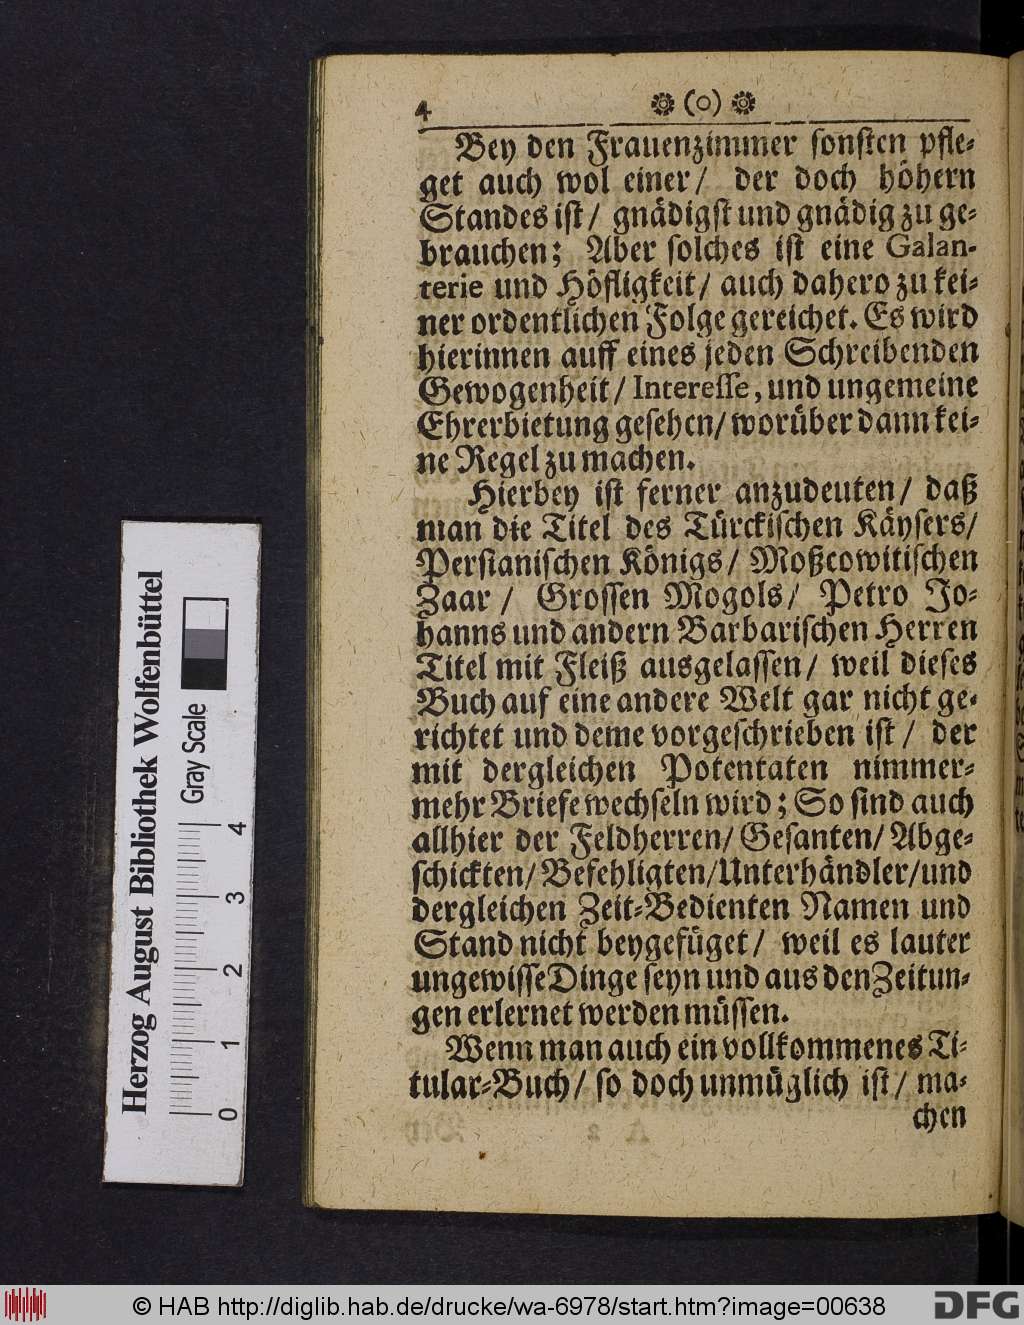 4 ❁ (o) ❁
Bey den Frauenzimmer sonsten pfle⸗
get auch wol einer/ der doch höhern
Standes ist/ gnädigst und gnädig zu ge⸗
brauchen; Aber solches ist eine Galan-
terie und Höfligkeit/ auch dahero zu kei⸗
ner ordentlichen Folge gereichet. Es wird
hierinnen auff eines jeden Schreibenden
Gewogenheit/ Interesse, und ungemeine
Ehrerbietung gesehen/ worüber dann kei⸗
ne Regel zu machen.
Hierbey ist ferner anzudeuten/ daß
man die Titel des Türckischen Käysers/
Persianischen Königs/ Moßcowitischen
Zaar/ Grossen Mogols/ Petro Jo⸗
hanns und andern Barbarischen Herren
Titel mit Fleiß ausgelassen/ weil dieses
Buch auf eine andere Welt gar nicht ge⸗
richtet und deme vorgeschrieben ist/ der
mit dergleichen Potentaten nimmer⸗
mehr Briefe wechseln wird; So sind auch
allhier der Feldherren/ Gesanten/ Abge⸗
schickten/ Befehligten/ Unterhändler/ und
dergleichen Zeit⸗Bedienten Namen und
Stand nicht beygefüget/ weil es lauter
ungewisse Dinge seyn und aus den Zeitun⸗
gen erlernet werden müssen.
Wenn man auch ein vollkommenes Ti⸗
tular⸗Buch/ so doch unmüglich ist/ ma⸗
chen
Herzog August Bibliothek Wolfenbüttel
Gray Scale
0 1 2 3 4
© HAB http://diglib.hab.de/drucke/wa-6978/start.htm?image=00638
DFG